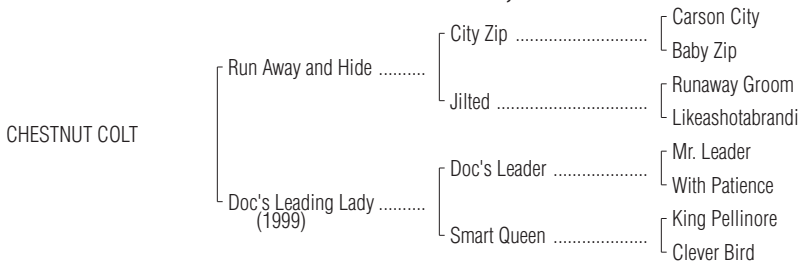 Carson City
City Zip ............................
Baby Zip
Run Away and Hide ..........
Runaway Groom
Jilted ................................
Likeashotabrandi
CHESTNUT COLT
Mr. Leader
Doc's Leader ....................
With Patience
Doc's Leading Lady ..........
(1999)
King Pellinore
Smart Queen ....................
Clever Bird